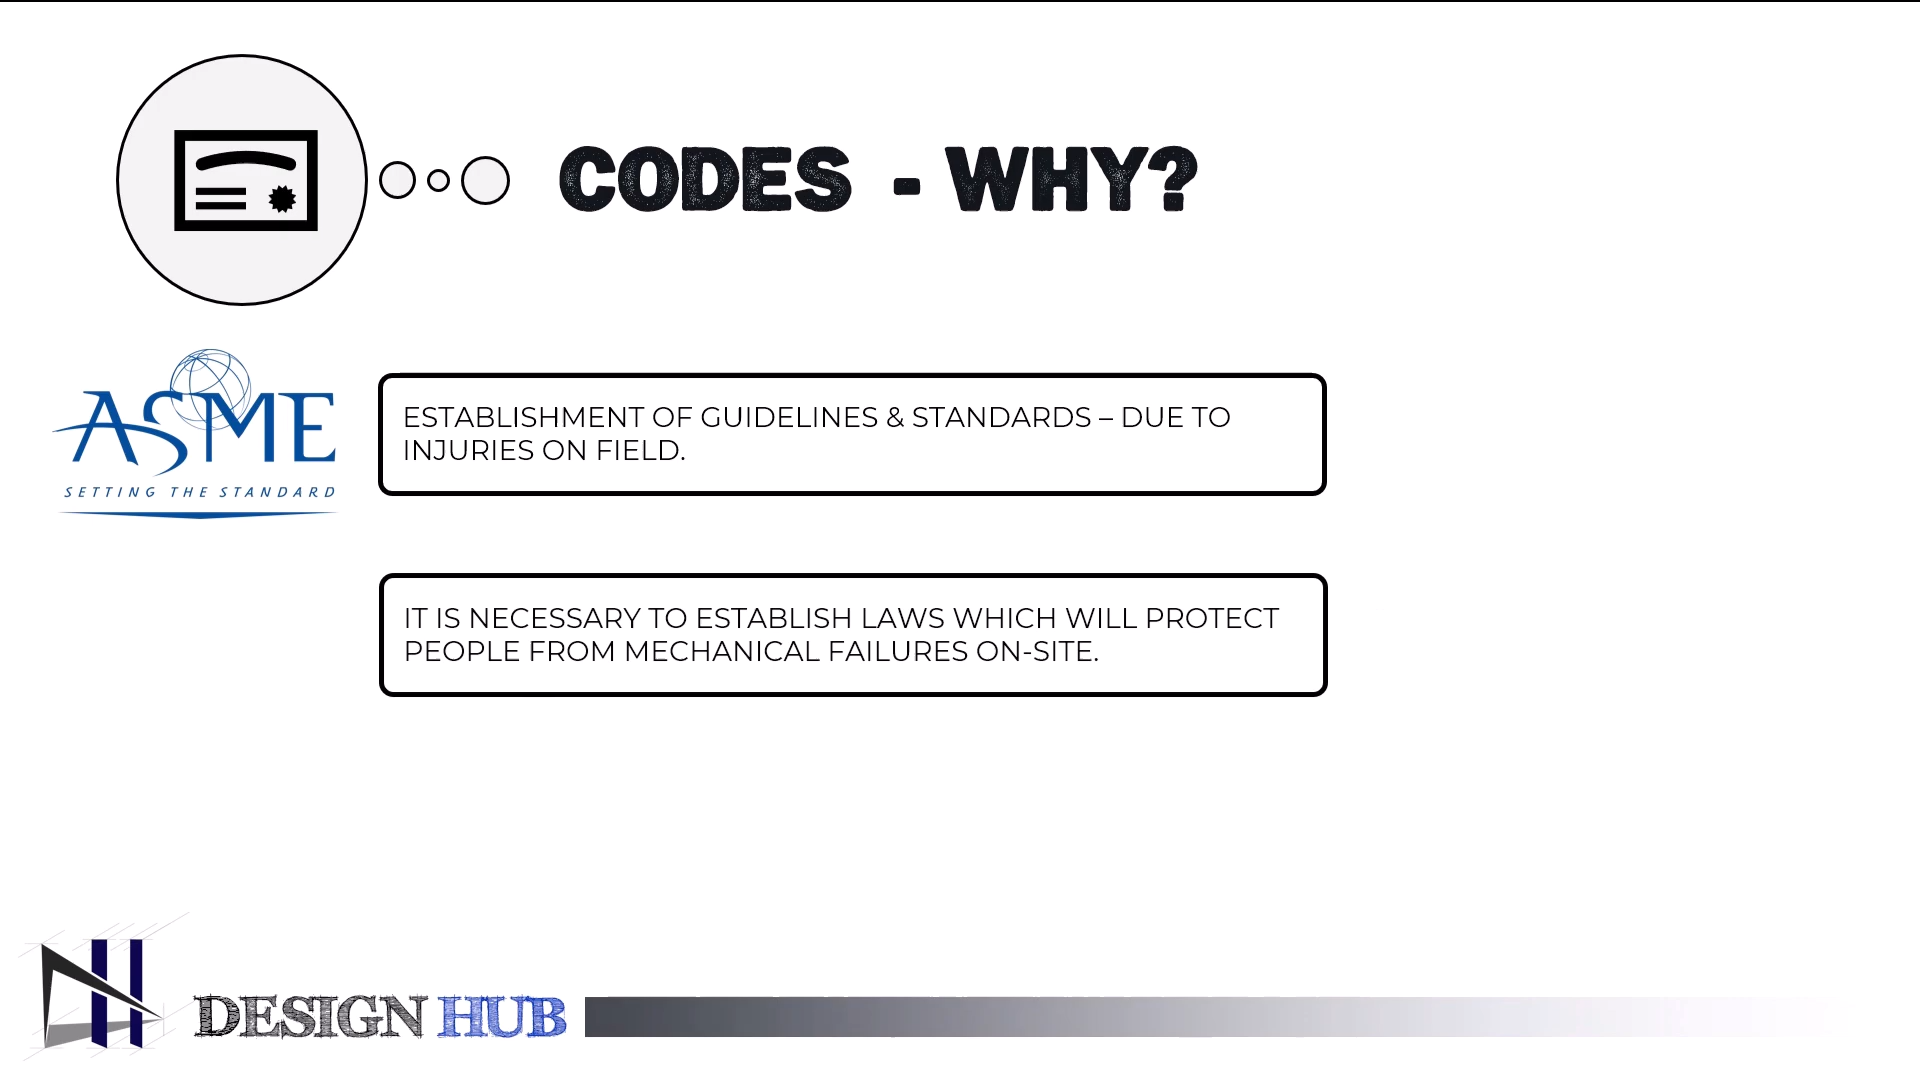 CODES - WHY?
ASME
SETTING THE STANDARD
ESTABLISHMENT OF GUIDELINES & STANDARDS – DUE TO
INJURIES ON FIELD.
IT IS NECESSARY TO ESTABLISH LAWS WHICH WILL PROTECT
PEOPLE FROM MECHANICAL FAILURES ON-SITE.
DESIGN HUB